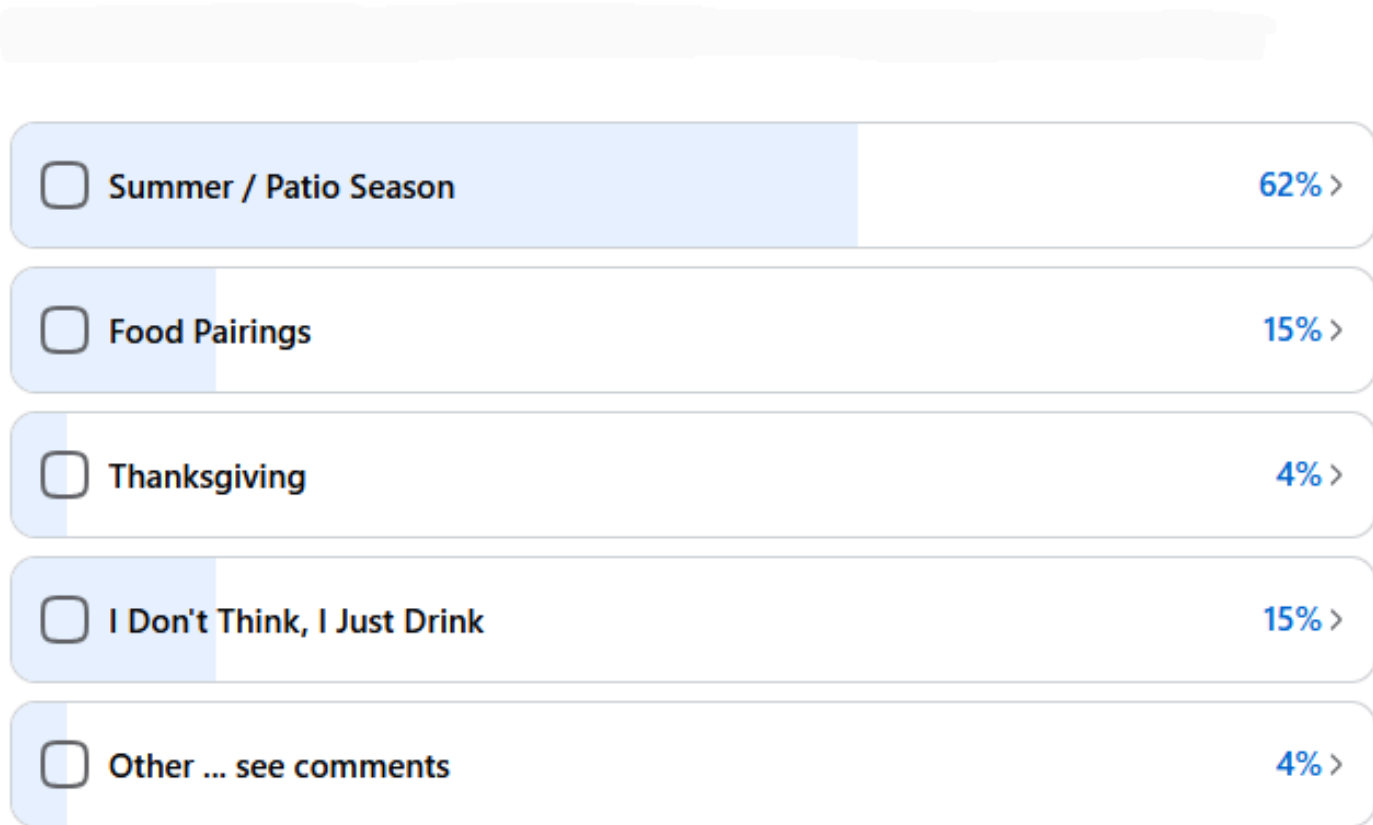 Summer / Patio Season 62%
Food Pairings 15%
Thanksgiving 4%
I Don't Think, I Just Drink 15%
Other ... see comments 4%